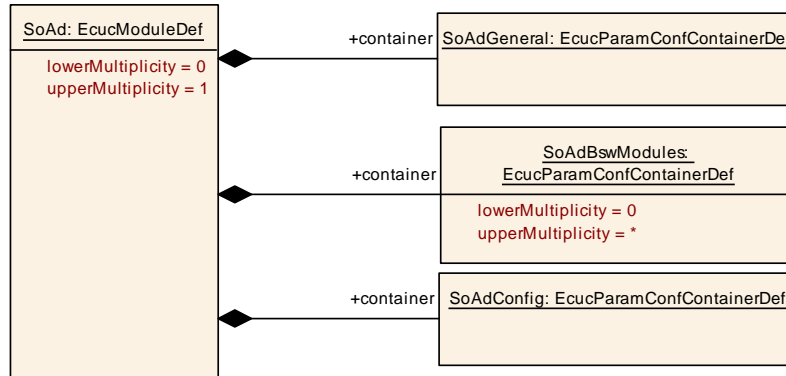 SoAd: EcucModuleDef
lowerMultiplicity = 0
upperMultiplicity = 1
+container
SoAdGeneral: EcucParamConfContainerDe
+container
SoAdBswModules:
EcucParamConfContainerDef
lowerMultiplicity = 0
upperMultiplicity = *
+container
SoAdConfig: EcucParamConfContainerDef